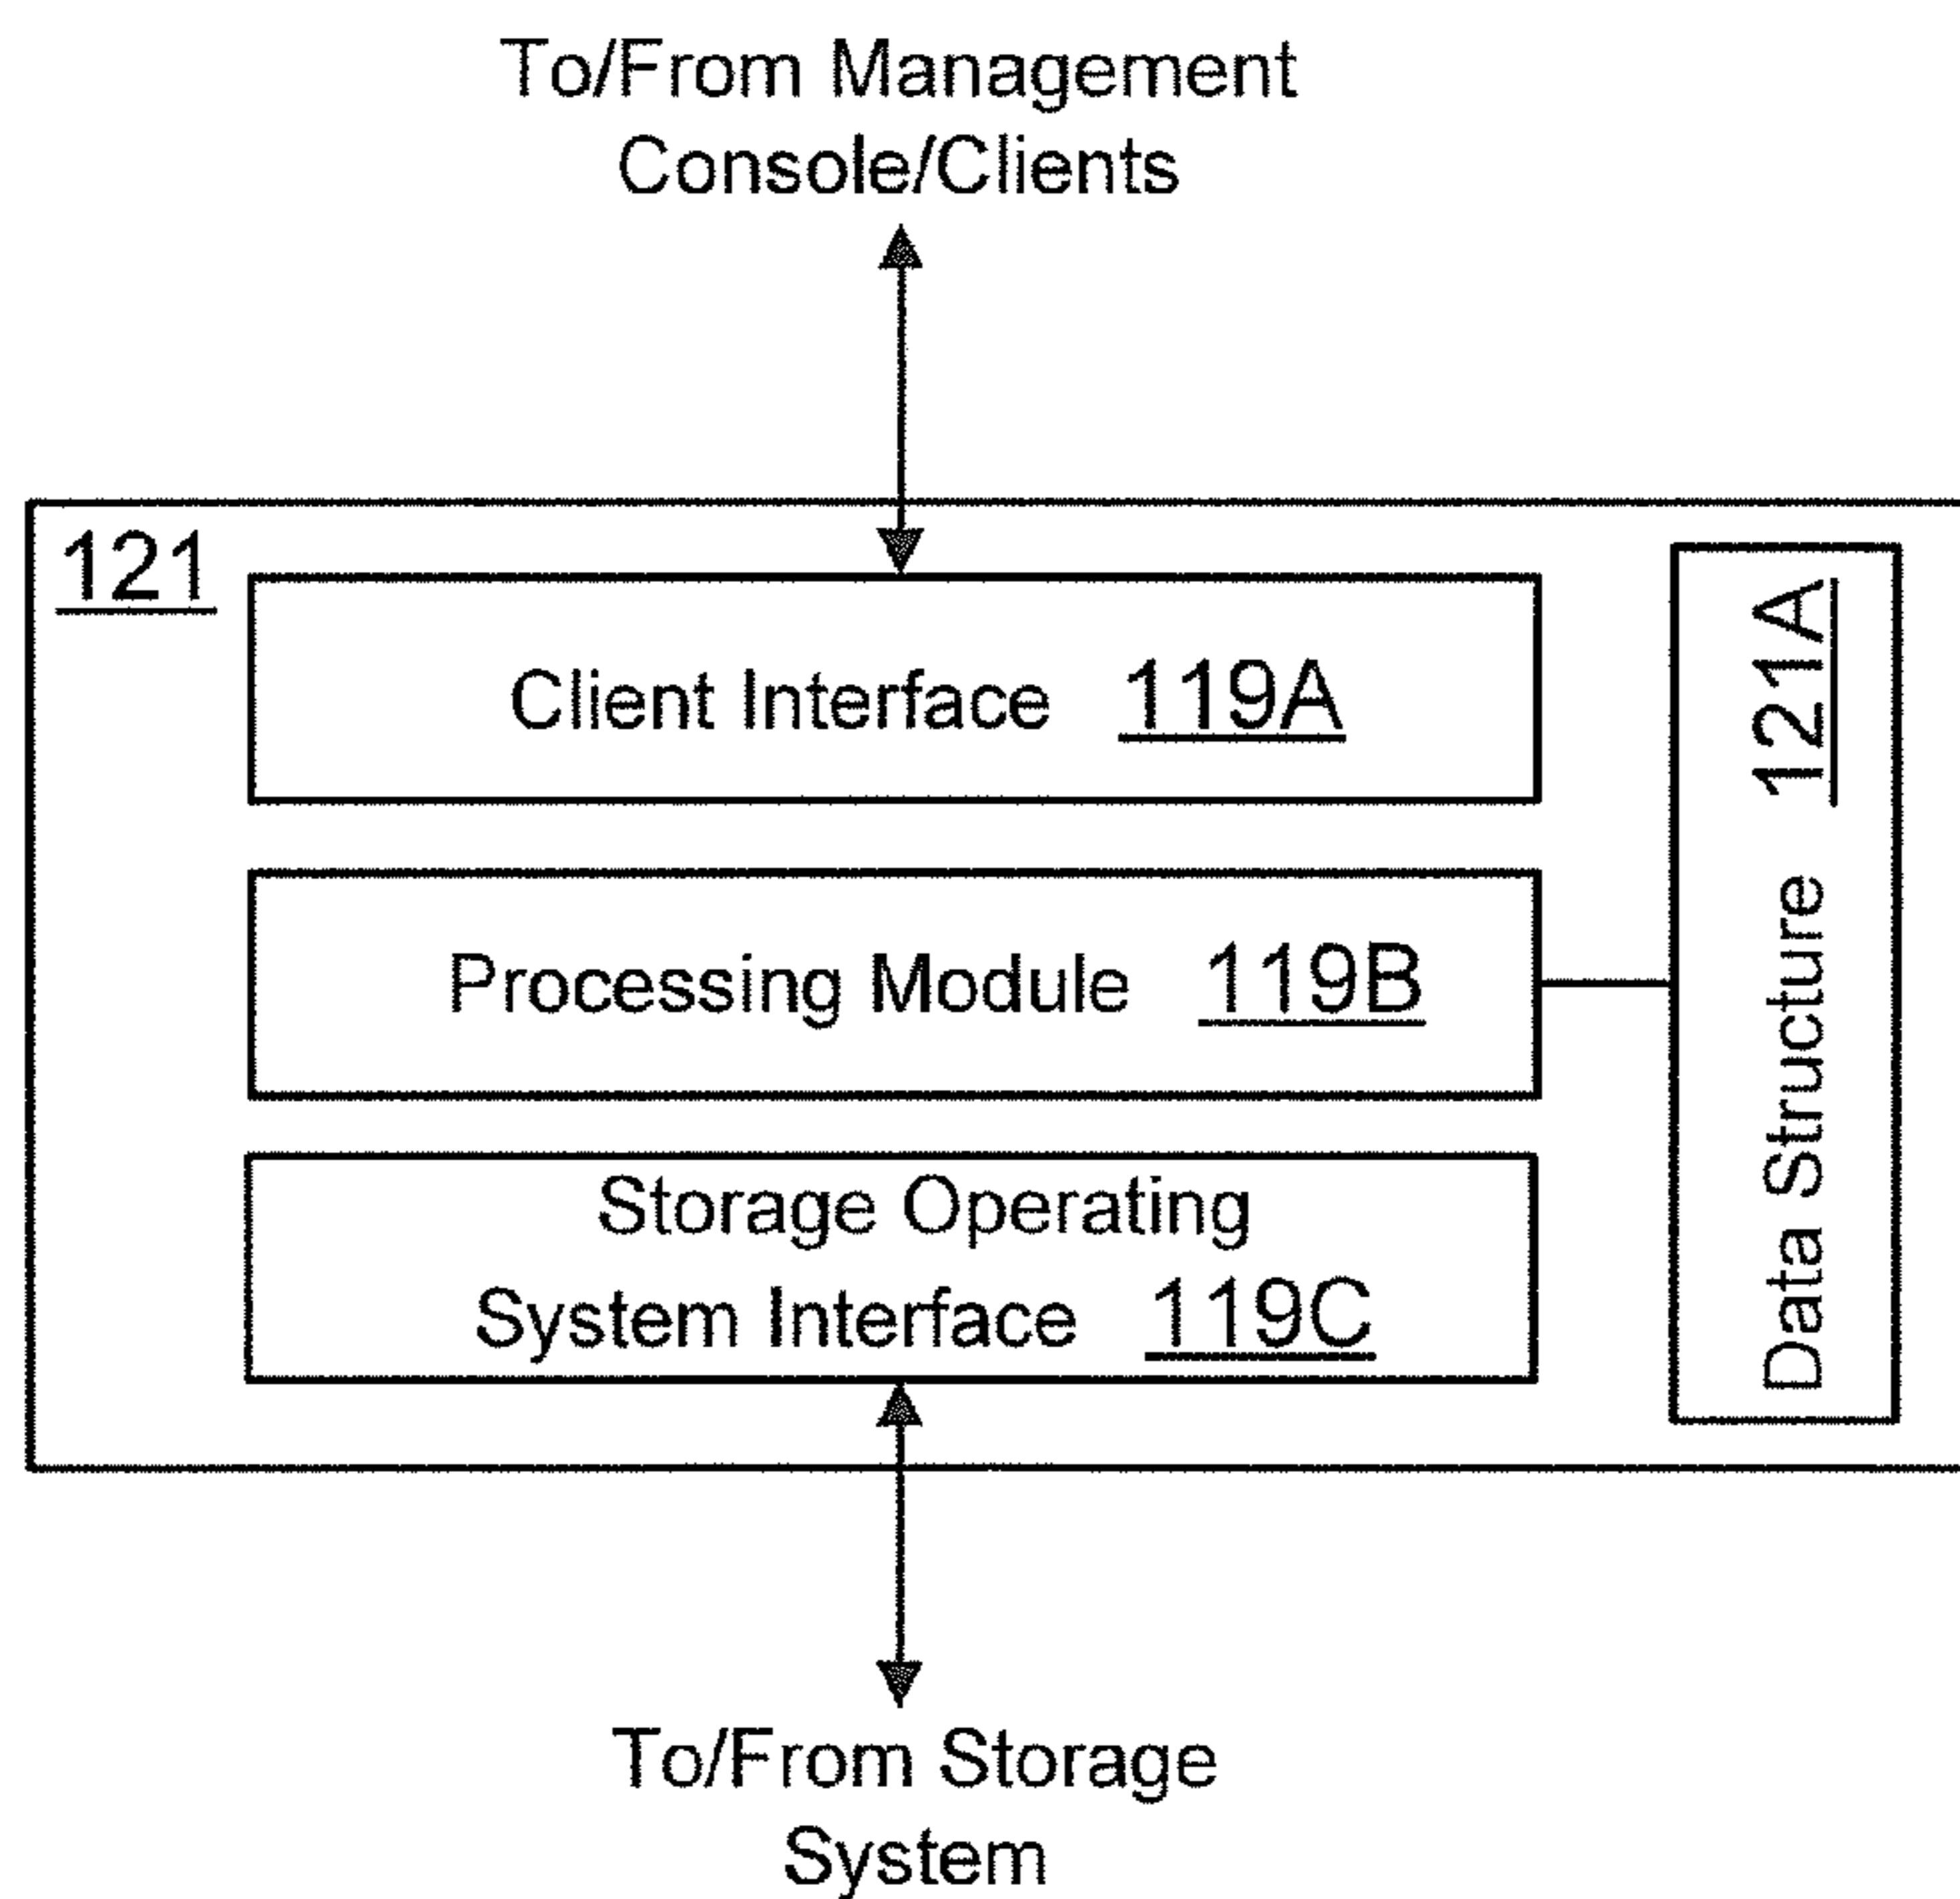 To/From Management
Console/Clients
121
Client Interface 119A
Processing Module 119B
Storage Operating
System Interface 119C
Data Structure 121A
To/From Storage
System